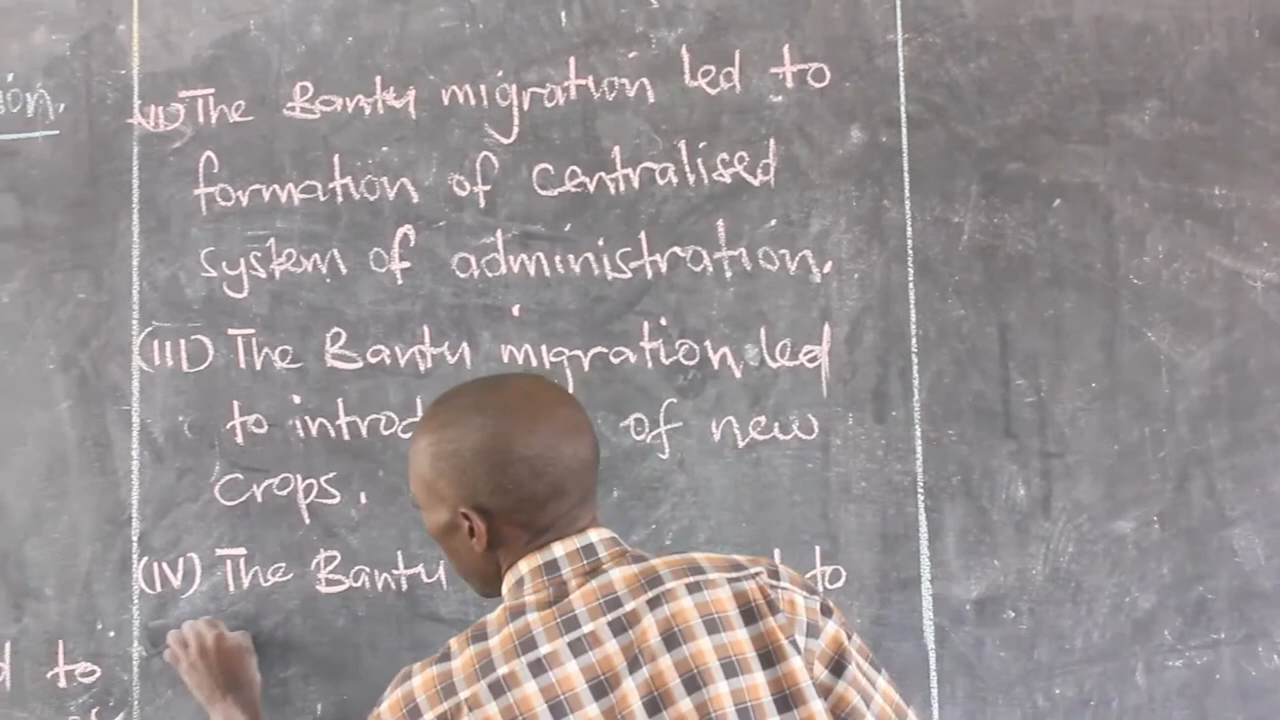 ion.
The Bantu migration led to
formation of centralised
system of administration.
(III) The Bantu migration led
to introd of new
crops.
(IV) The Bantu to
d to